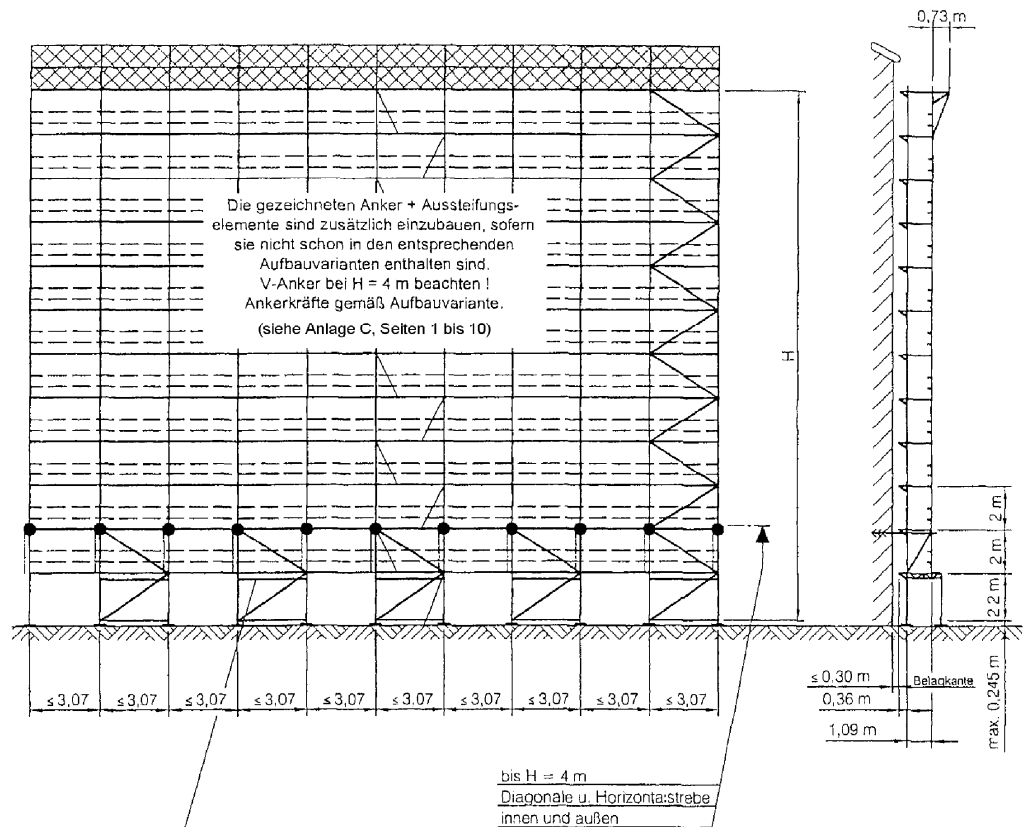 0,73 m
Die gezeichneten Anker + Aussteifungs-
elemente sind zusätzlich einzubauen, sofern
sie nicht schon in den entsprechenden
Aufbauvarianten enthalten sind.
V-Anker bei H = 4 m beachten !
Ankerkräfte gemäß Aufbauvariante.
(siehe Anlage C, Seiten 1 bis 10)
H
2 m
2 m
2,2 m
max. 0,245 m
≤ 3,07 ≤ 3,07 ≤ 3,07 ≤ 3,07 ≤ 3,07 ≤ 3,07 ≤ 3,07 ≤ 3,07 ≤ 3,07 ≤ 3,07
≤ 0,30 m Belagkante
0,36 m
1,09 m
bis H = 4 m
Diagonale u. Horizontalstrebe
innen und außen